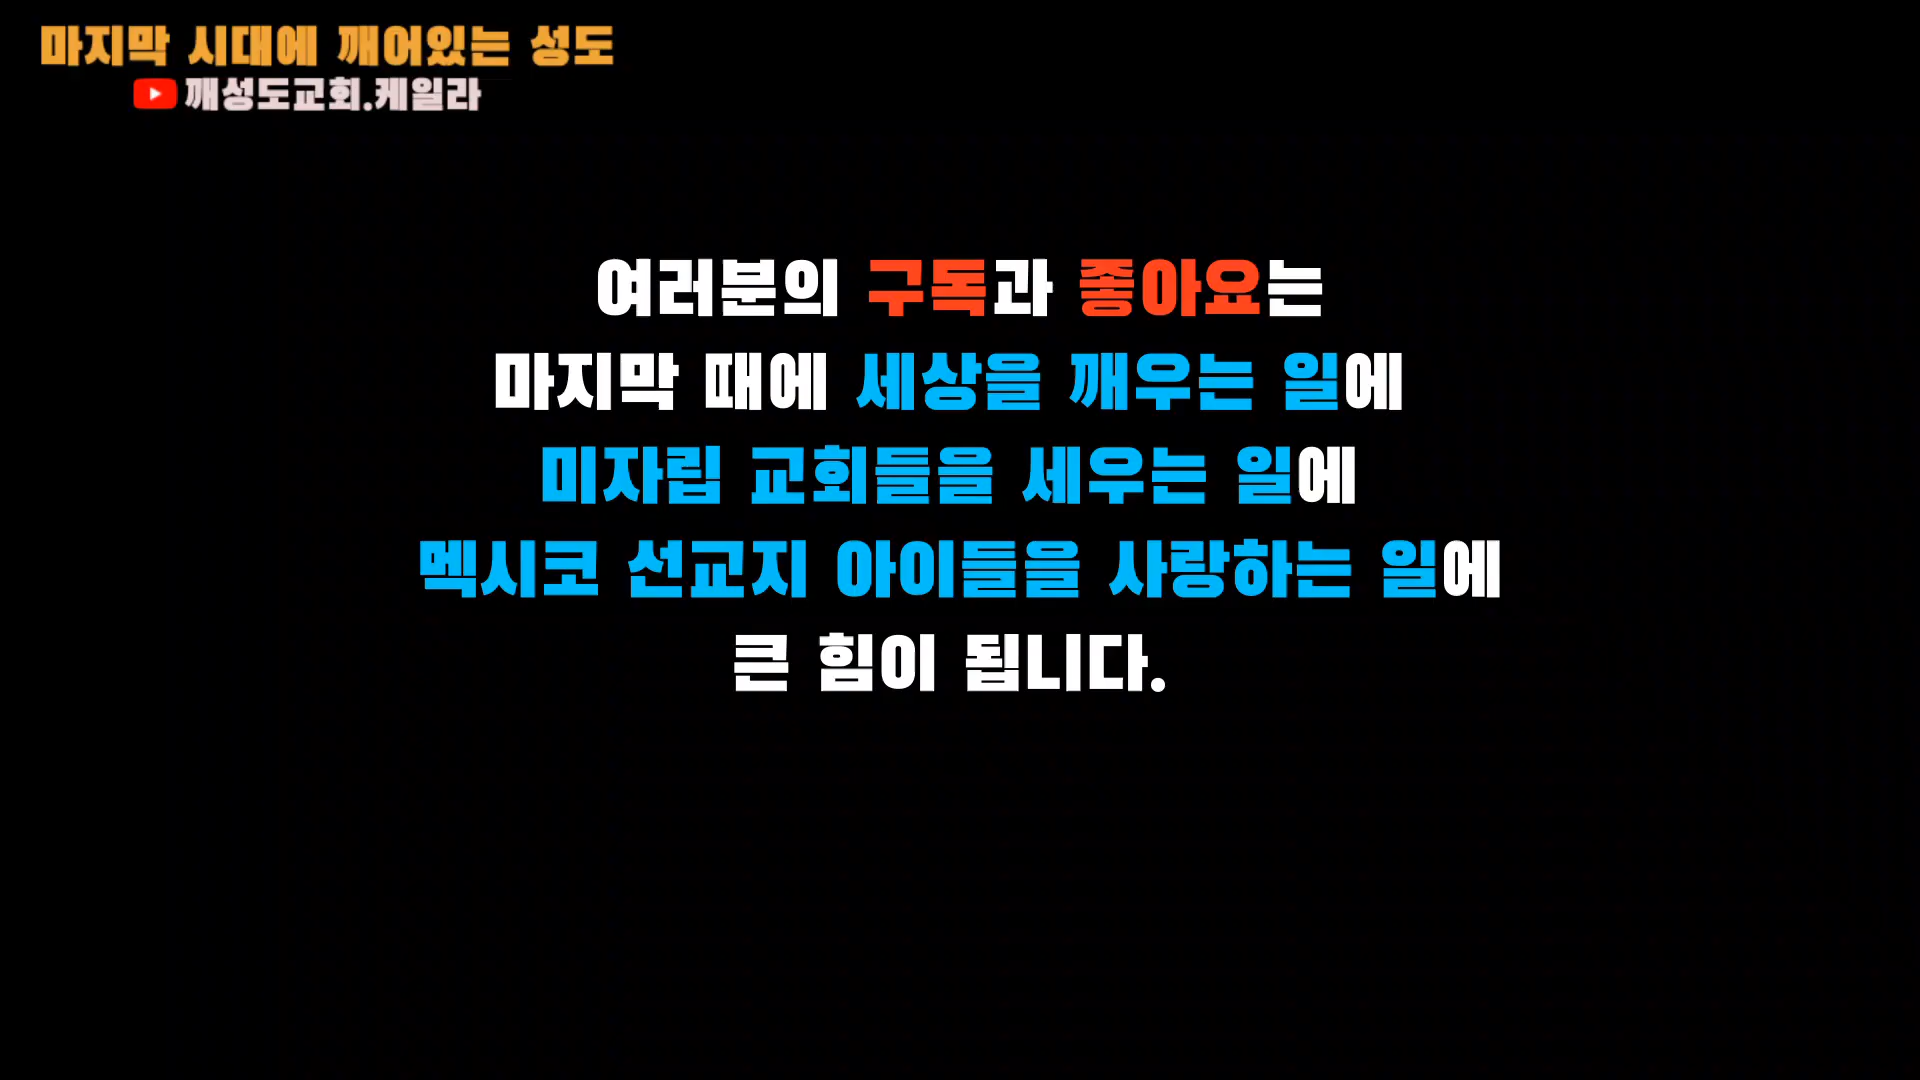 마지막 시대에 깨어있는 성도
깨성도교회.케일라
여러분의 구독과 좋아요는
마지막 때에 세상을 깨우는 일에
미자립 교회들을 세우는 일에
멕시코 선교지 아이들을 사랑하는 일에
큰 힘이 됩니다.